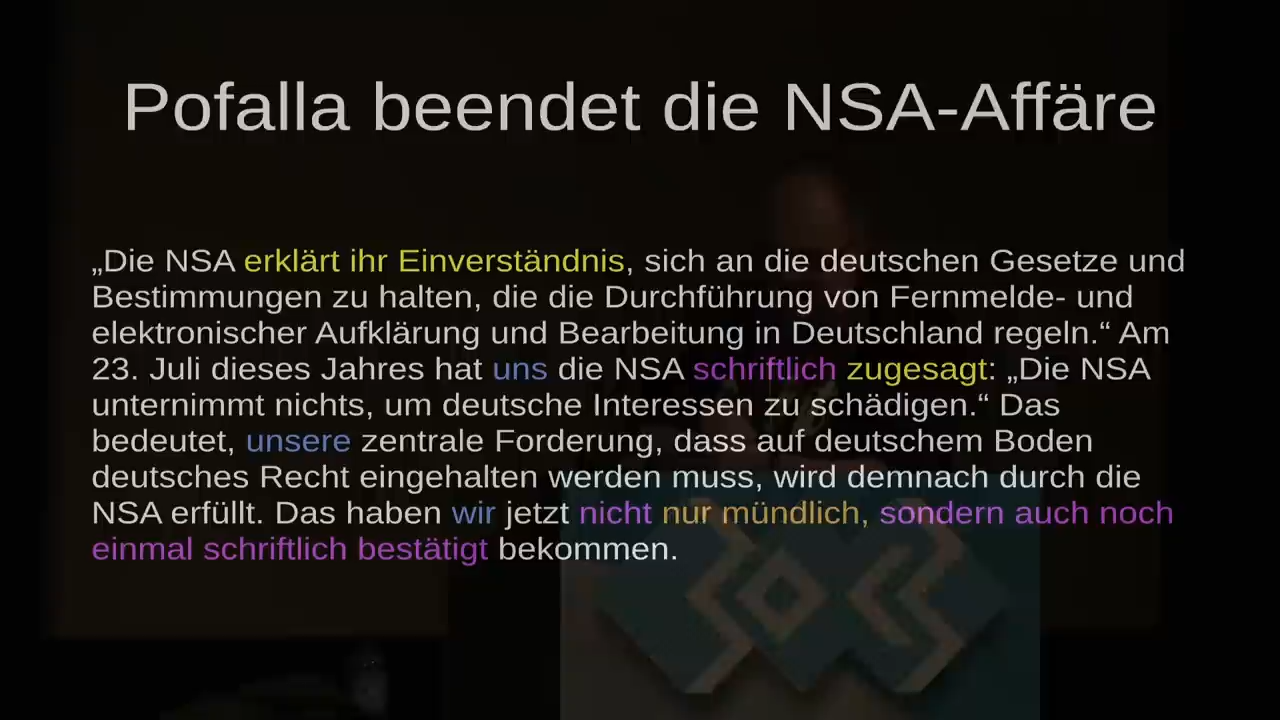 Pofalla beendet die NSA-Affäre
„Die NSA erklärt ihr Einverständnis, sich an die deutschen Gesetze und
Bestimmungen zu halten, die die Durchführung von Fernmelde- und
elektronischer Aufklärung und Bearbeitung in Deutschland regeln.“ Am
23. Juli dieses Jahres hat uns die NSA schriftlich zugesagt: „Die NSA
unternimmt nichts, um deutsche Interessen zu schädigen.“ Das
bedeutet, unsere zentrale Forderung, dass auf deutschem Boden
deutsches Recht eingehalten werden muss, wird demnach durch die
NSA erfüllt. Das haben wir jetzt nicht nur mündlich, sondern auch noch
einmal schriftlich bestätigt bekommen.